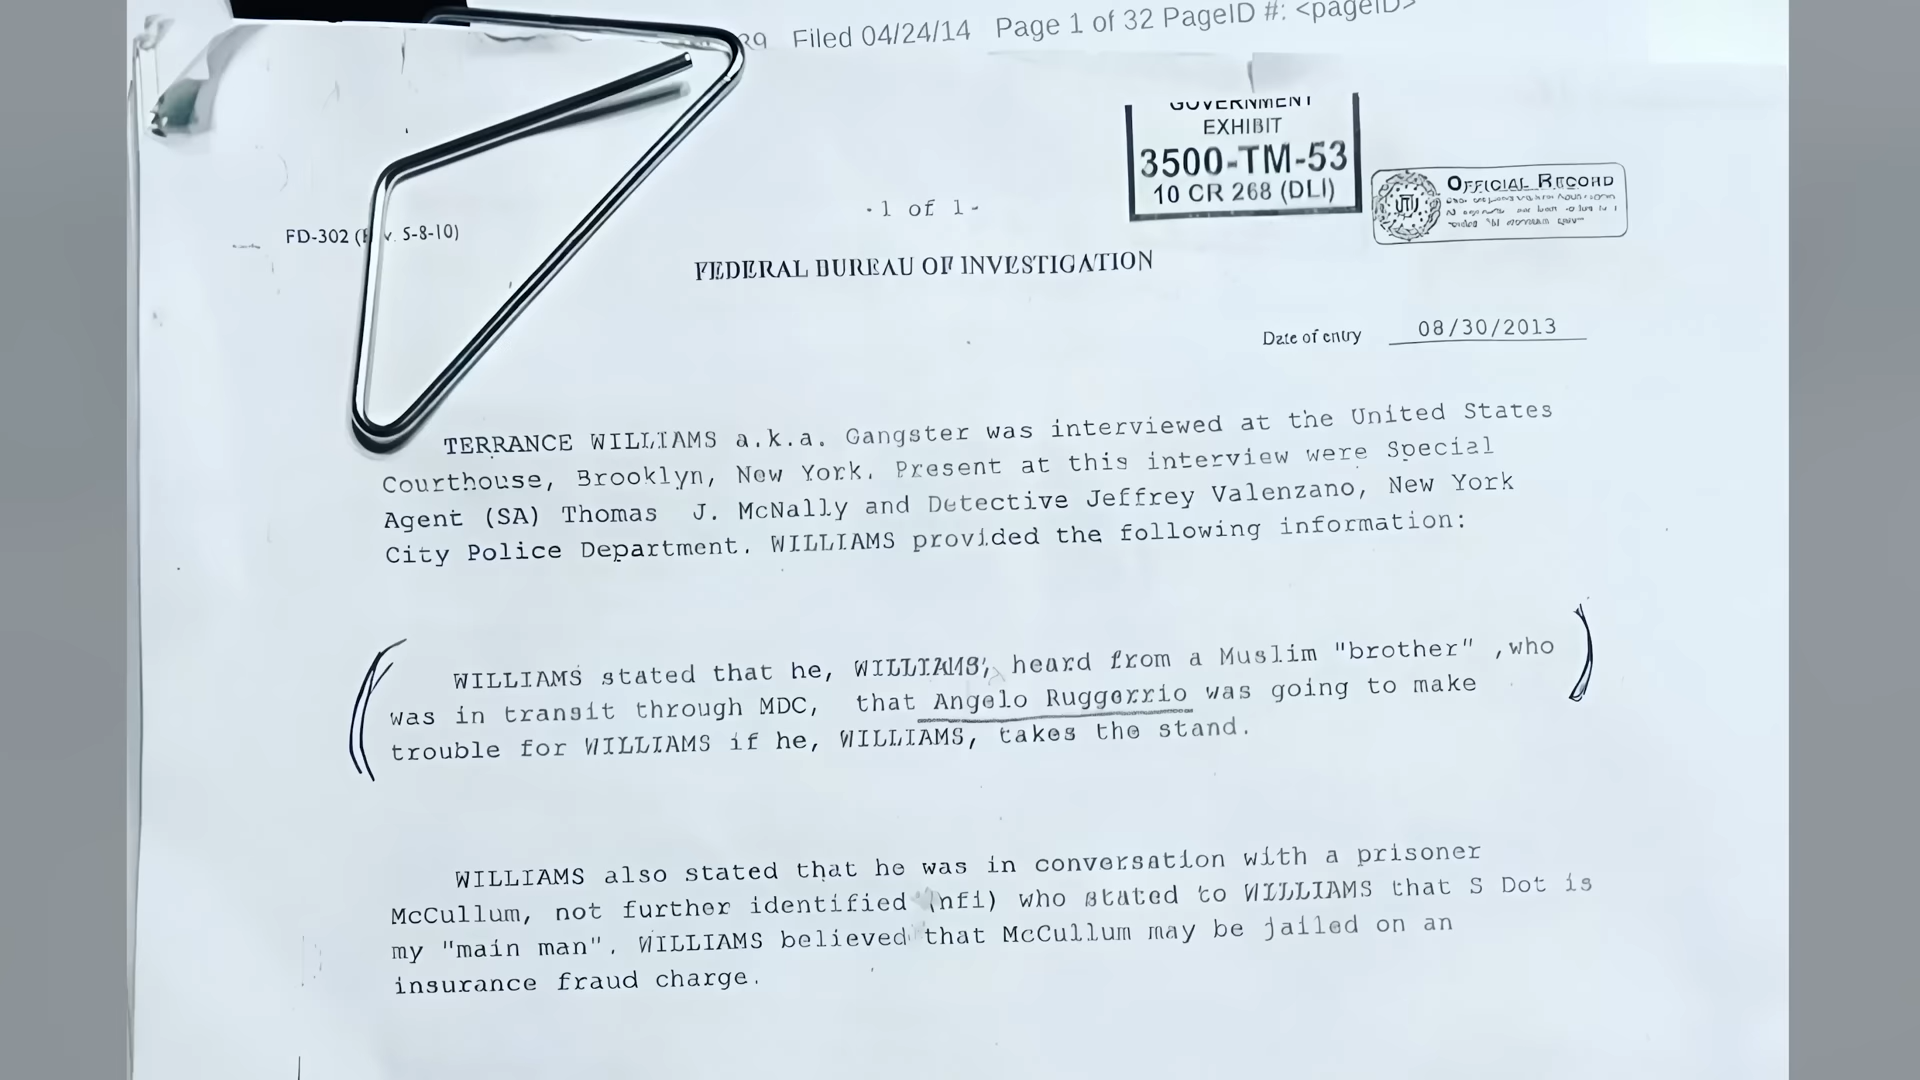 Filed 04/24/14 Page 1 of 32 PageID #: <pageID>
GOVERNMENT
EXHIBIT
3500-TM-53
10 CR 268 (DLI)
OFFICIAL RECORD
-1 of 1-
FD-302 ( v. 5-8-10)
FEDERAL BUREAU OF INVESTIGATION
Date of entry 08/30/2013
TERRANCE WILLIAMS a.k.a. Gangster was interviewed at the United States
Courthouse, Brooklyn, New York. Present at this interview were Special
Agent (SA) Thomas J. McNally and Detective Jeffrey Valenzano, New York
City Police Department. WILLIAMS provided the following information:
WILLIAMS stated that he, WILLIAMS, heard from a Muslim "brother" ,who
was in transit through MDC, that Angelo Ruggerrio was going to make
trouble for WILLIAMS if he, WILLIAMS, takes the stand.
WILLIAMS also stated that he was in conversation with a prisoner
McCullum, not further identified (nfi) who stated to WILLIAMS that S Dot is
my "main man". WILLIAMS believed that McCullum may be jailed on an
insurance fraud charge.